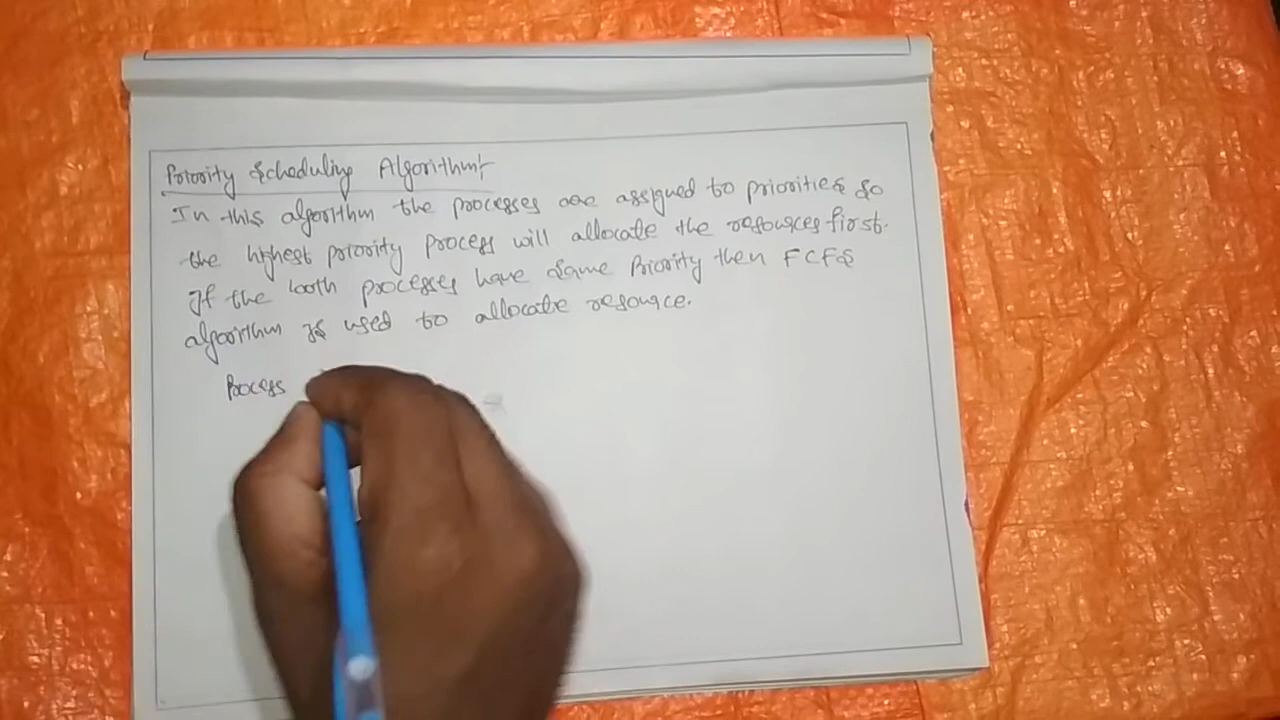 Priority Scheduling Algorithm:
In this algorithm the processes are assigned to priorities so
the highest priority process will allocate the resources first.
If the both processes have same Priority then FCFS
algorithm is used to allocate resource.
Process